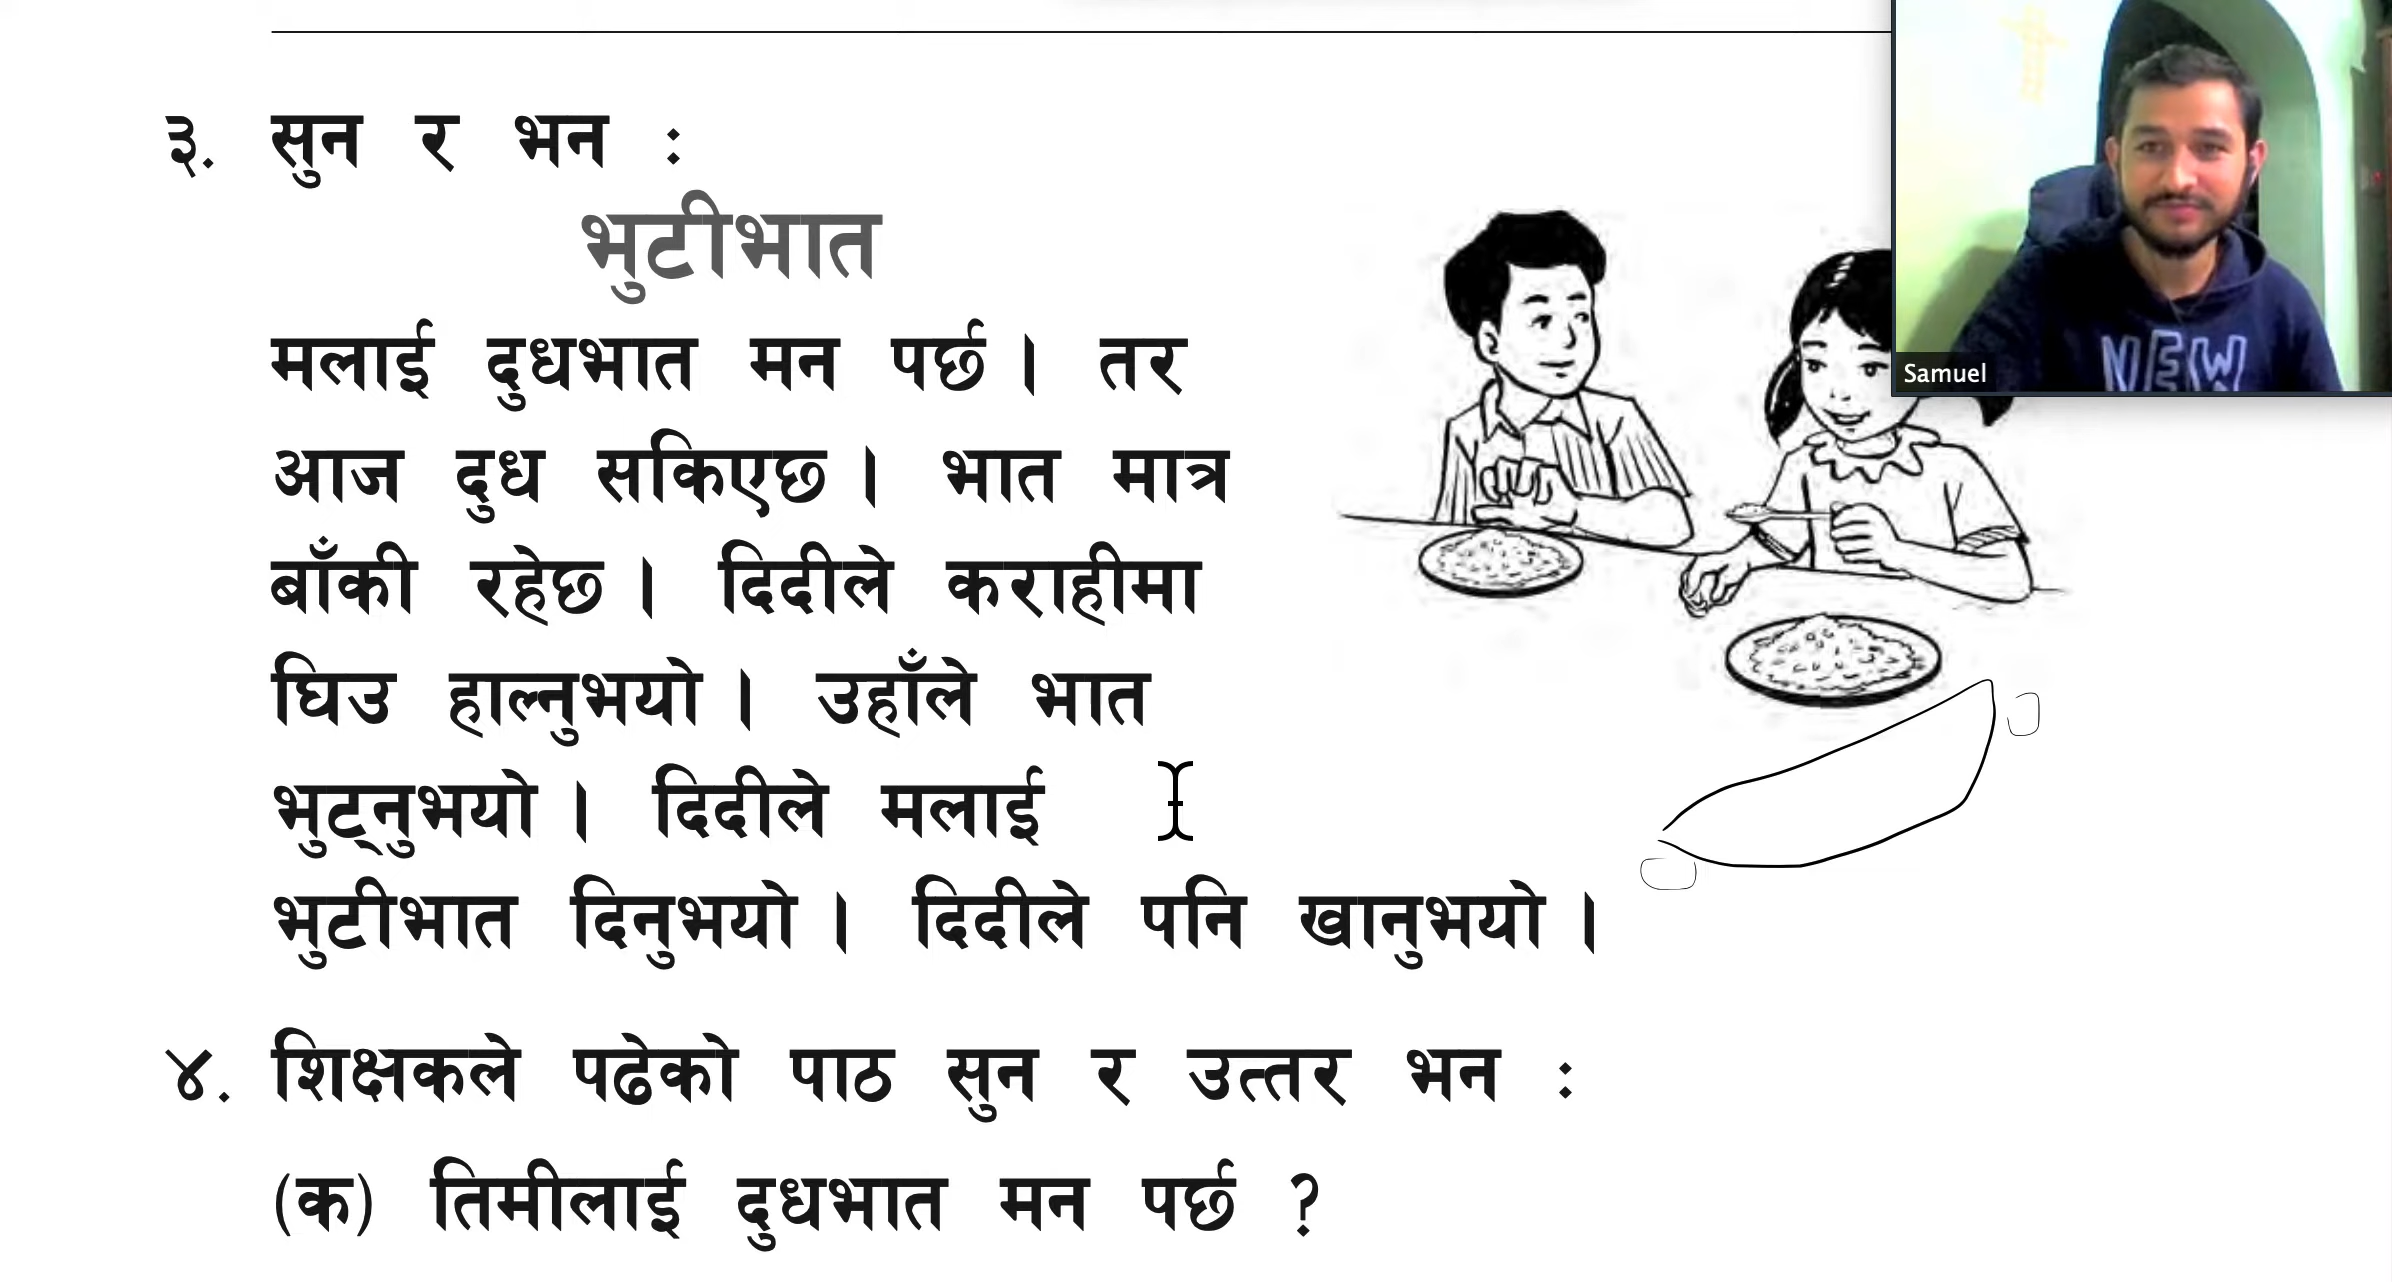 ३. सुन र भन :
भुटीभात
मलाई दुधभात मन पर्छ । तर
आज दुध सकिएछ । भात मात्र
बाँकी रहेछ । दिदीले कराहीमा
घिउ हाल्नुभयो । उहाँले भात
भुट्नुभयो । दिदीले मलाई
भुटीभात दिनुभयो । दिदीले पनि खानुभयो ।
४. शिक्षकले पढेको पाठ सुन र उत्तर भन :
(क) तिमीलाई दुधभात मन पर्छ ?
Samuel
NEW